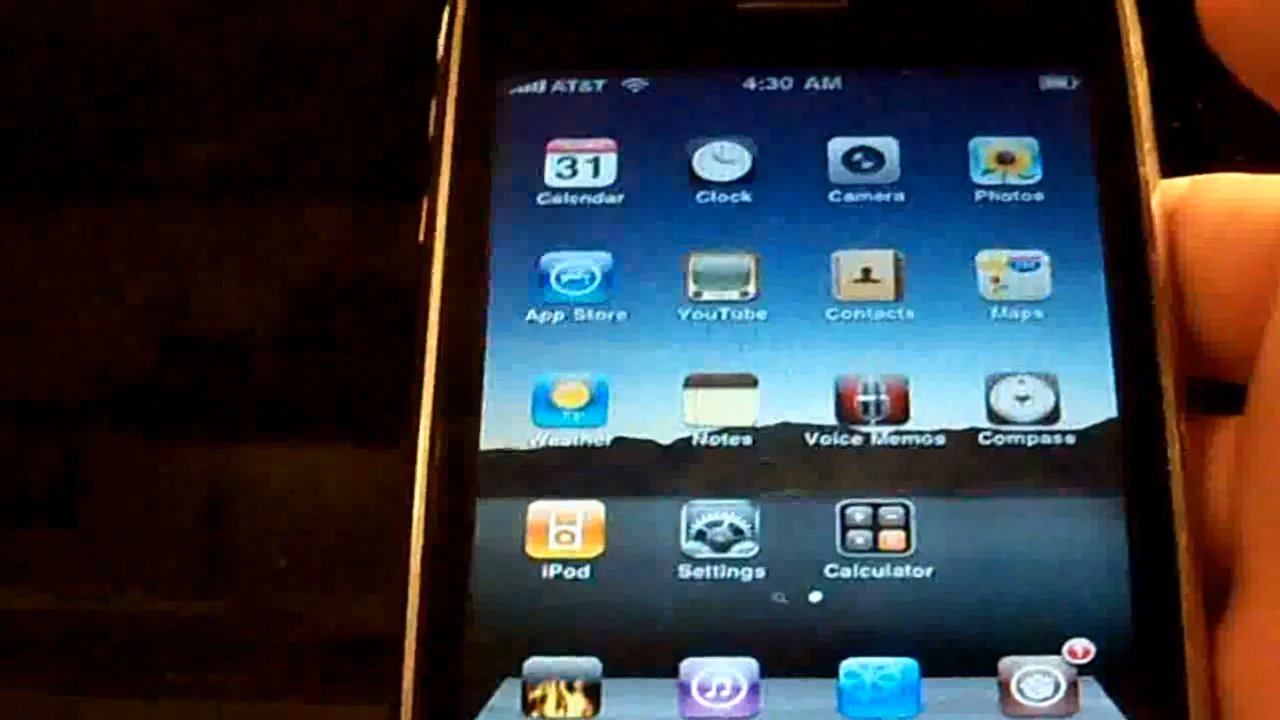 AT&T 4:30 AM
31
Calendar Clock Camera Photos
App Store YouTube Contacts Maps
Weather Notes Voice Memos Compass
iPod Settings Calculator